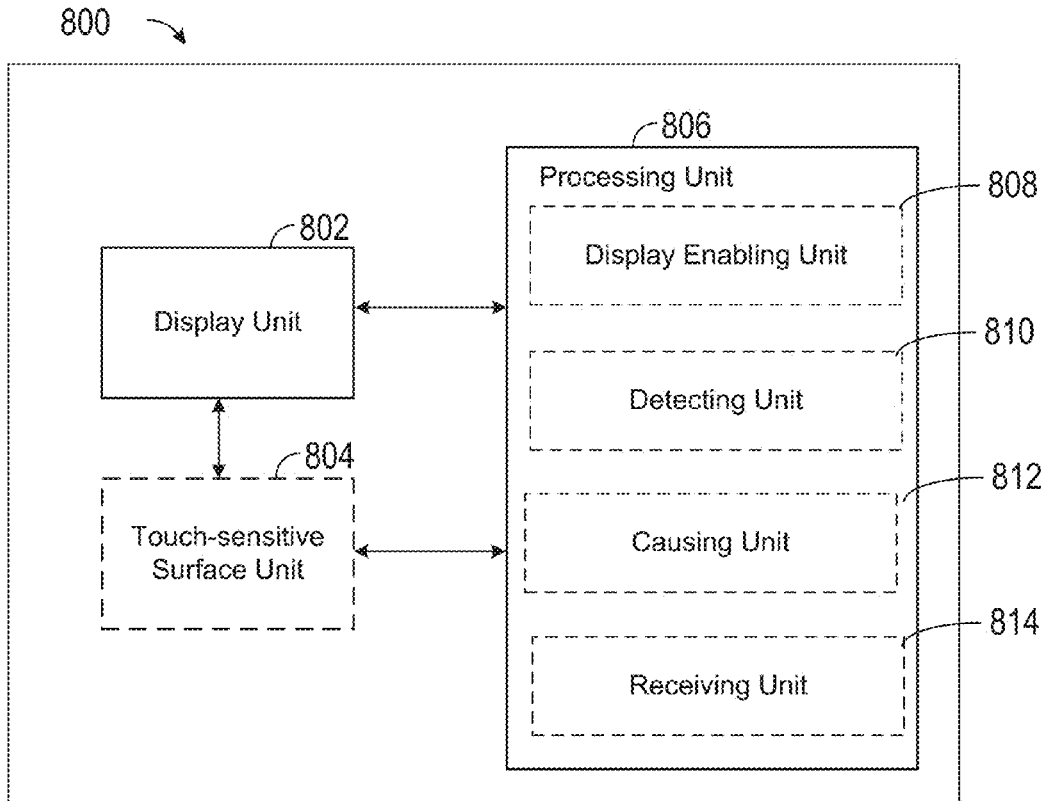 800
806
Processing Unit
808
Display Enabling Unit
802
Display Unit
810
Detecting Unit
804
Touch-sensitive
Surface Unit
812
Causing Unit
814
Receiving Unit